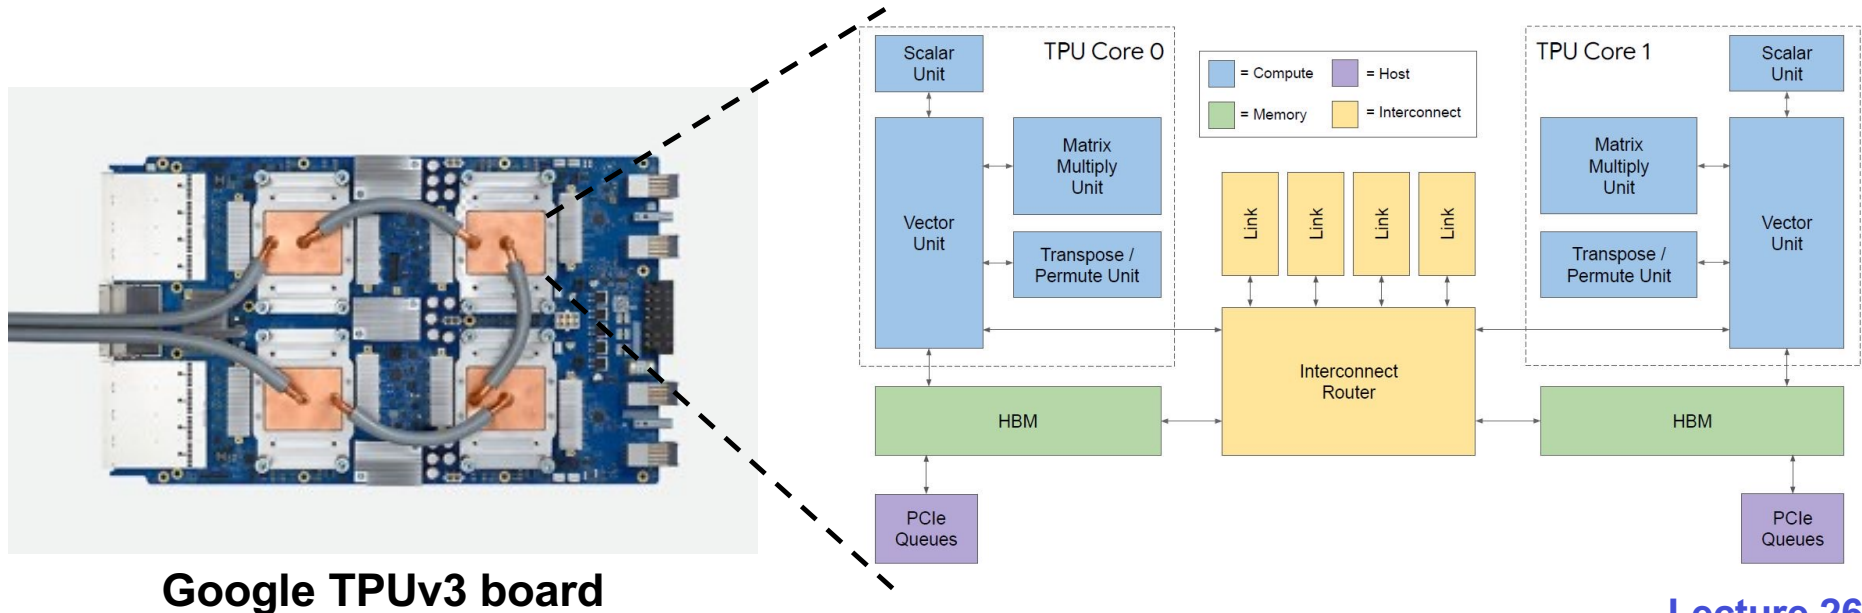 TPU Core 0
Scalar
Unit
Vector
Unit
Matrix
Multiply
Unit
Transpose /
Permute Unit
HBM
PCIe
Queues
= Compute
= Host
= Memory
= Interconnect
Link
Link
Link
Link
Interconnect
Router
TPU Core 1
Scalar
Unit
Matrix
Multiply
Unit
Transpose /
Permute Unit
Vector
Unit
HBM
PCIe
Queues
Google TPUv3 board
Lecture 26